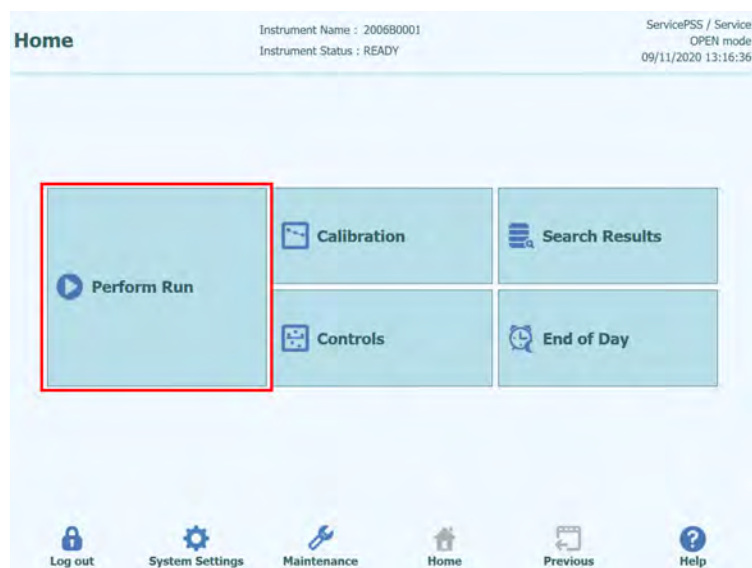 Home
Instrument Name : 2006B0001
Instrument Status : READY
ServicePSS / Service
OPEN mode
09/11/2020 13:16:36
Perform Run
Calibration
Search Results
Controls
End of Day
Log out
System Settings
Maintenance
Home
Previous
Help